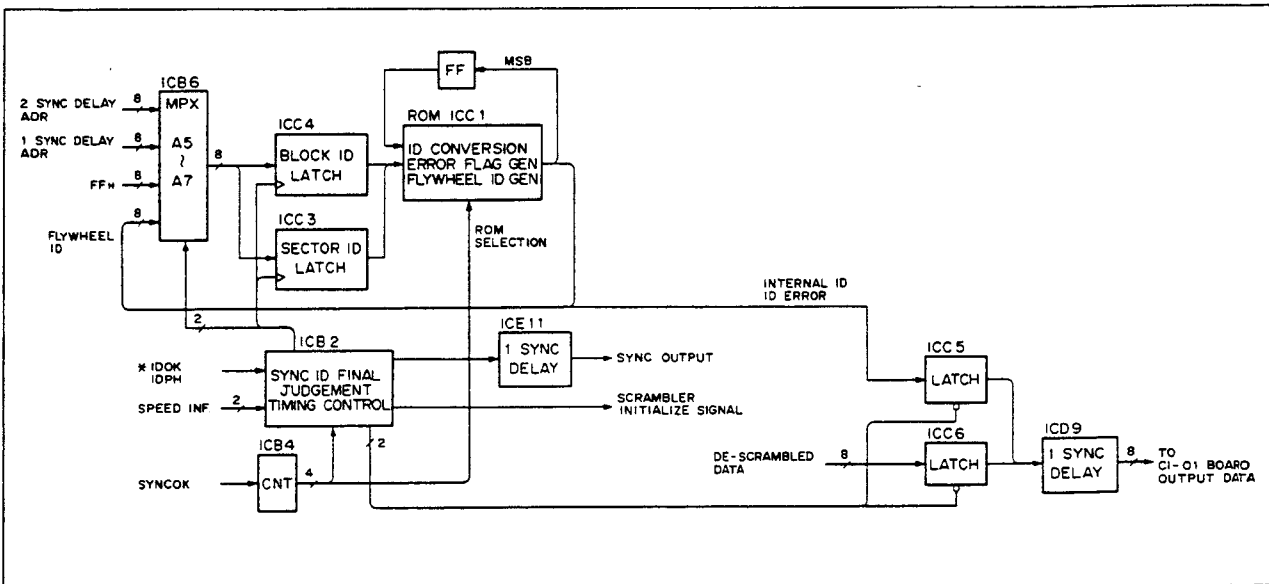 MSB
FF
ICB6
MPX
A5
~
A7
2 SYNC DELAY
ADR
8
1 SYNC DELAY
ADR
8
FFH
8
FLYWHEEL
ID
8
8
ICC4
BLOCK ID
LATCH
ICC3
SECTOR ID
LATCH
ROM ICC1
ID CONVERSION
ERROR FLAG GEN
FLYWHEEL ID GEN
ROM
SELECTION
INTERNAL ID
ID ERROR
2
ICB2
SYNC ID FINAL
JUDGEMENT
TIMING CONTROL
* IDOK
IDPH
SPEED INF.
2
ICE11
1 SYNC
DELAY
SYNC OUTPUT
SCRAMBLER
INITIALIZE SIGNAL
2
ICB4
CNT
4
SYNCOK
ICC5
LATCH
ICC6
LATCH
DE-SCRAMBLED
DATA
8
ICD9
1 SYNC
DELAY
8
TO
CI-01 BOARD
OUTPUT DATA